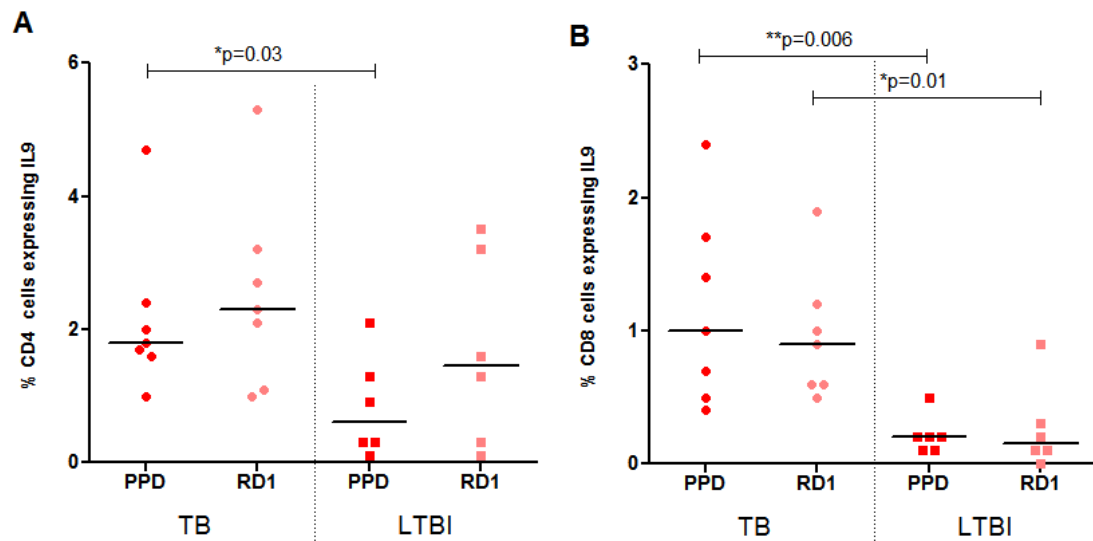 A
*p=0.03
6
4
2
0
% CD4 cells expressing IL9
PPD
RD1
PPD
RD1
TB
LTBI
B
**p=0.006
*p=0.01
3
2
1
0
% CD8 cells expressing IL9
PPD
RD1
PPD
RD1
TB
LTBI